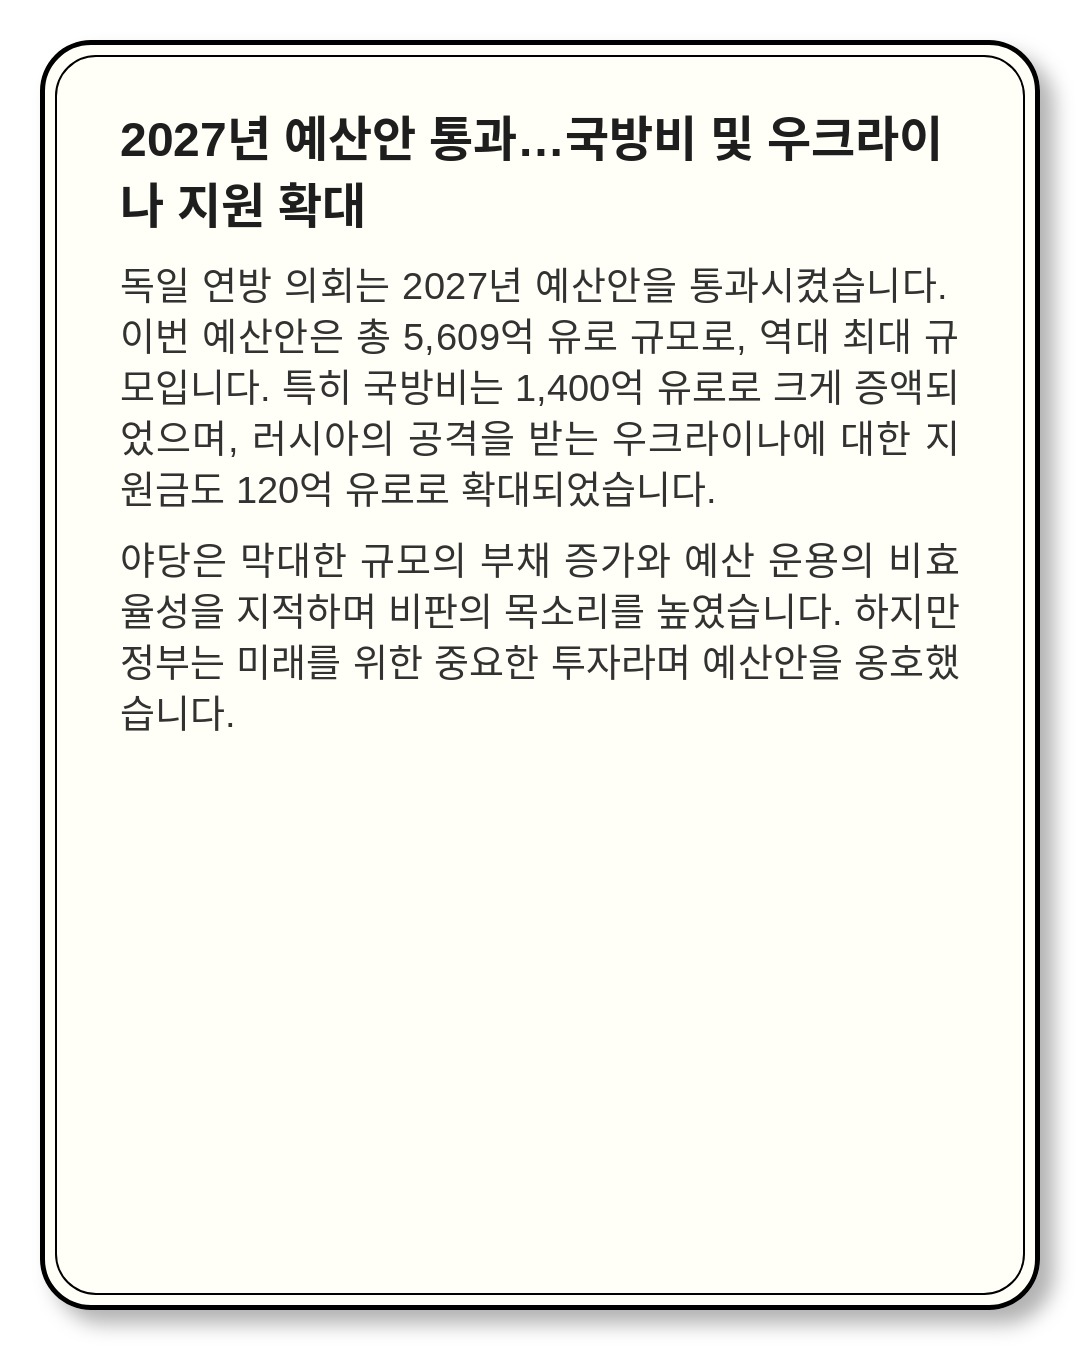 2027년 예산안 통과…국방비 및 우크라이
나 지원 확대
독일 연방 의회는 2027년 예산안을 통과시켰습니다.
이번 예산안은 총 5,609억 유로 규모로, 역대 최대 규
모입니다. 특히 국방비는 1,400억 유로로 크게 증액되
었으며, 러시아의 공격을 받는 우크라이나에 대한 지
원금도 120억 유로로 확대되었습니다.
야당은 막대한 규모의 부채 증가와 예산 운용의 비효
율성을 지적하며 비판의 목소리를 높였습니다. 하지만
정부는 미래를 위한 중요한 투자라며 예산안을 옹호했
습니다.